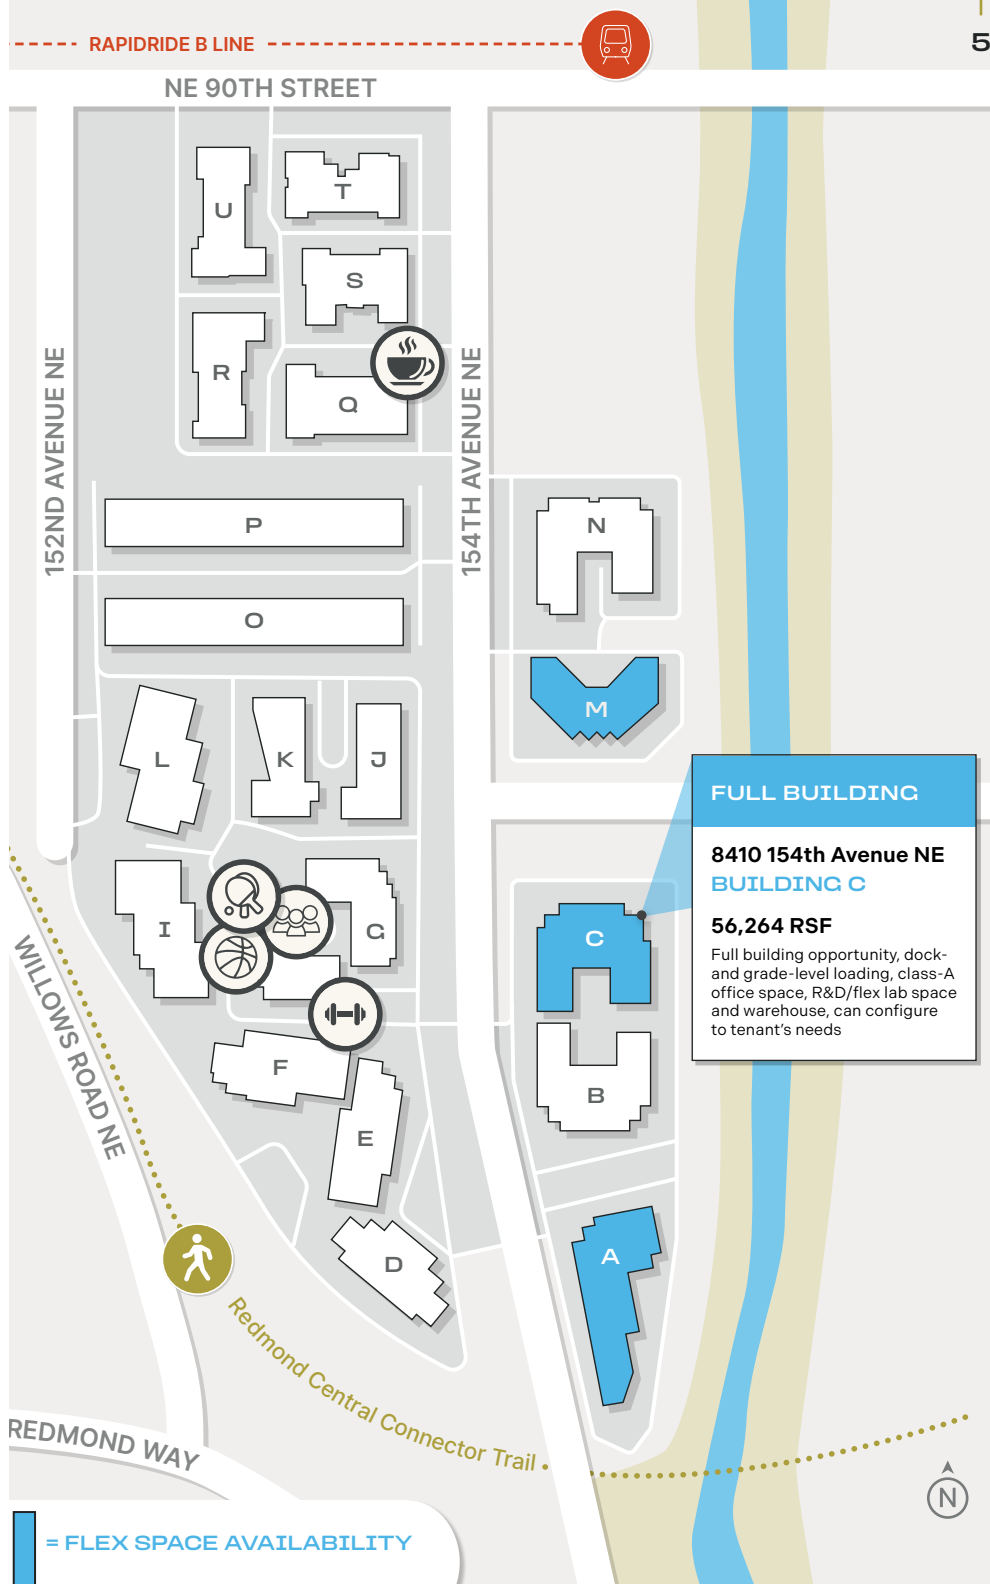 RAPIDRIDE B LINE
5
NE 90TH STREET
T
U
S
R
Q
152ND AVENUE NE
154TH AVENUE NE
P
N
O
M
L
K
J
FULL BUILDING
8410 154th Avenue NE
BUILDING C
56,264 RSF
Full building opportunity, dock-
and grade-level loading, class-A
office space, R&D/flex lab space
and warehouse, can configure
to tenant's needs
I
G
C
WILLOWS ROAD NE
F
B
E
A
D
Redmond Central Connector Trail
REDMOND WAY
N
= FLEX SPACE AVAILABILITY